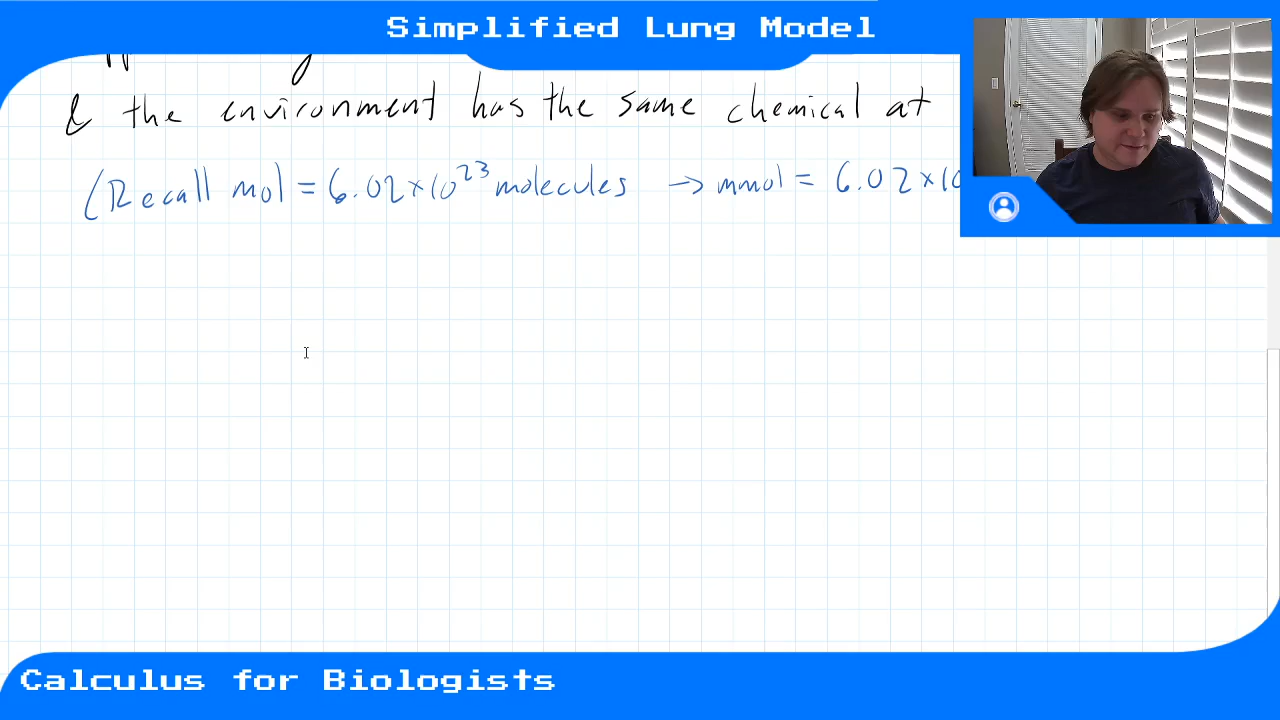 Simplified Lung Model
& the environment has the same chemical at
(Recall mol = 6.02×10²³ molecules → mmol = 6.02×10
Calculus for Biologists